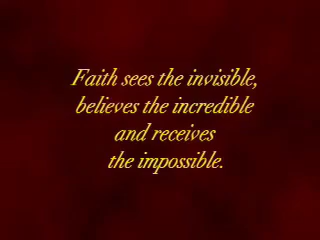 Faith sees the invisible,
believes the incredible
and receives
the impossible.